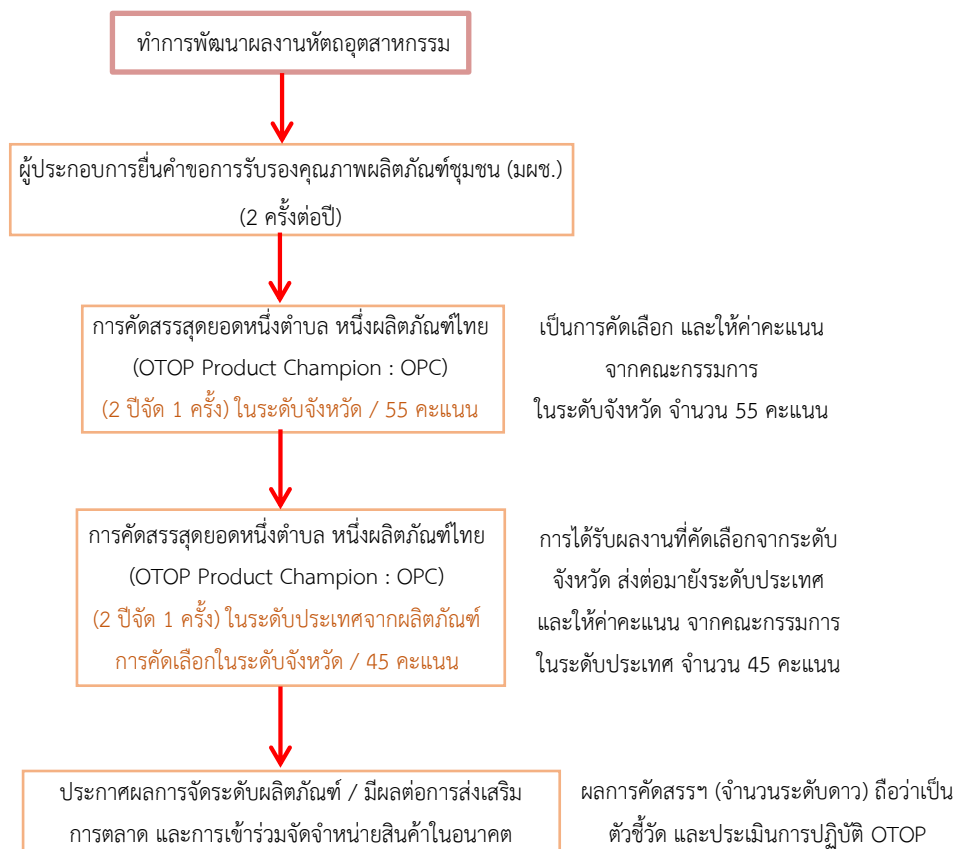 ทำการพัฒนาผลงานหัตถอุตสาหกรรม
ผู้ประกอบการยื่นคำขอการรับรองคุณภาพผลิตภัณฑ์ชุมชน (มผช.)
(2 ครั้งต่อปี)
การคัดสรรสุดยอดหนึ่งตำบล หนึ่งผลิตภัณฑ์ไทย
(OTOP Product Champion : OPC)
(2 ปีจัด 1 ครั้ง) ในระดับจังหวัด / 55 คะแนน
เป็นการคัดเลือก และให้ค่าคะแนน
จากคณะกรรมการ
ในระดับจังหวัด จำนวน 55 คะแนน
การคัดสรรสุดยอดหนึ่งตำบล หนึ่งผลิตภัณฑ์ไทย
(OTOP Product Champion : OPC)
(2 ปีจัด 1 ครั้ง) ในระดับประเทศจากผลิตภัณฑ์
การคัดเลือกในระดับจังหวัด / 45 คะแนน
การได้รับผลงานที่คัดเลือกจากระดับ
จังหวัด ส่งต่อมายังระดับประเทศ
และให้ค่าคะแนน จากคณะกรรมการ
ในระดับประเทศ จำนวน 45 คะแนน
ประกาศผลการจัดระดับผลิตภัณฑ์ / มีผลต่อการส่งเสริม
การตลาด และการเข้าร่วมจัดจำหน่ายสินค้าในอนาคต
ผลการคัดสรรฯ (จำนวนระดับดาว) ถือว่าเป็น
ตัวชี้วัด และประเมินการปฏิบัติ OTOP